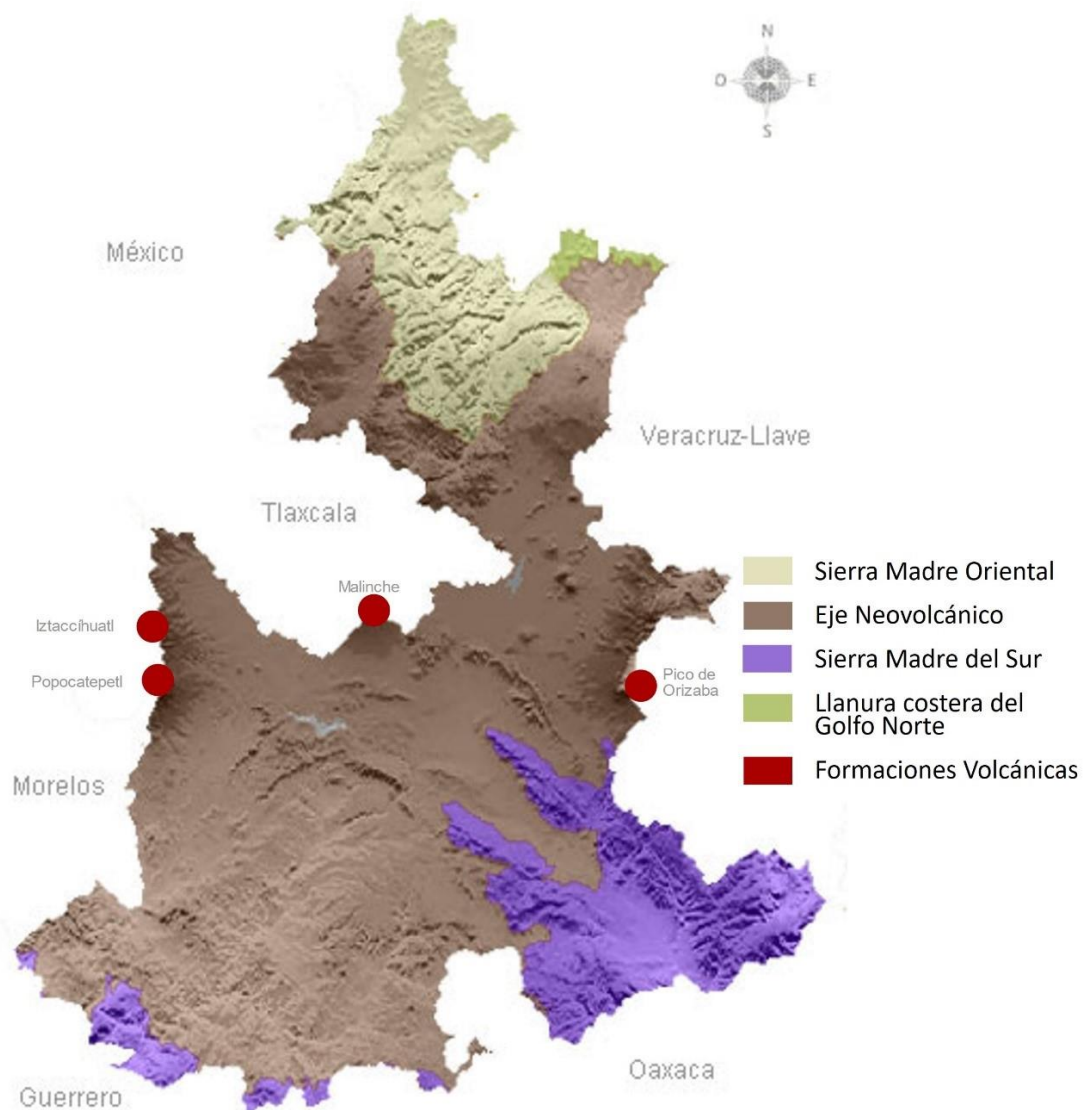 N
O
E
S
México
Veracruz-Llave
Tlaxcala
Malinche
Iztaccíhuatl
Popocatepetl
Pico de
Orizaba
Morelos
Guerrero
Oaxaca
Sierra Madre Oriental
Eje Neovolcánico
Sierra Madre del Sur
Llanura costera del
Golfo Norte
Formaciones Volcánicas